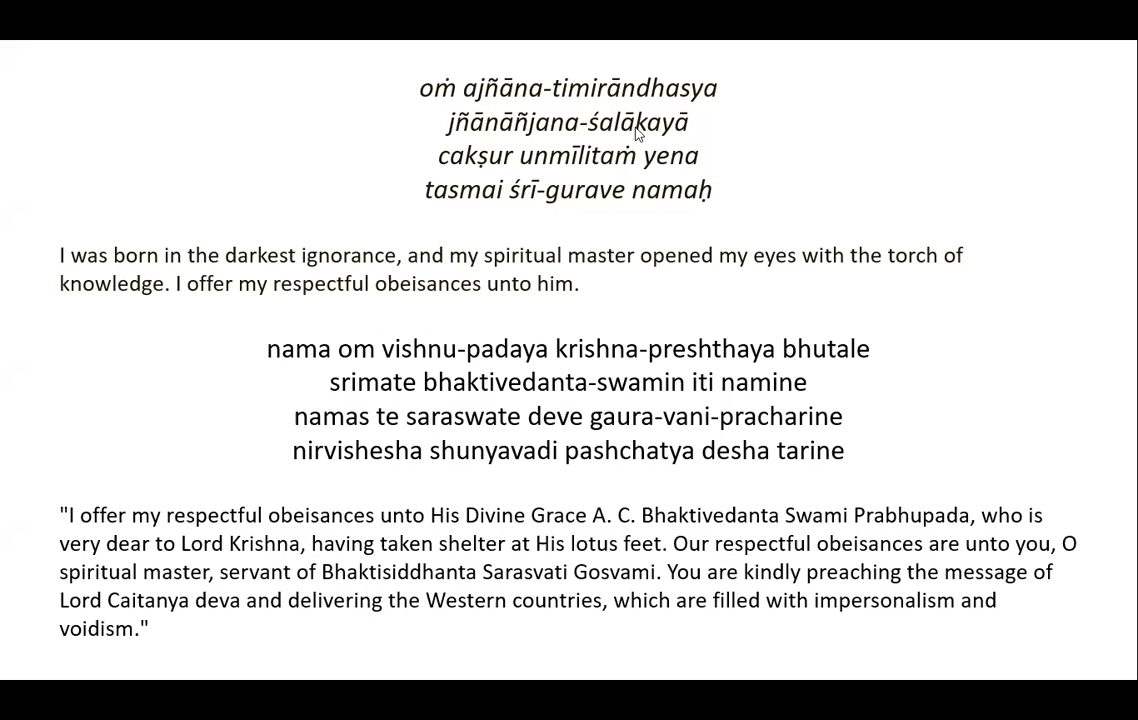 oṁ ajñāna-timirāndhasya
jñānāñjana-śalākayā
cakṣur unmīlitaṁ yena
tasmai śrī-gurave namaḥ
I was born in the darkest ignorance, and my spiritual master opened my eyes with the torch of
knowledge. I offer my respectful obeisances unto him.
nama om vishnu-padaya krishna-preshthaya bhutale
srimate bhaktivedanta-swamin iti namine
namas te saraswate deve gaura-vani-pracharine
nirvishesha shunyavadi pashchatya desha tarine
"I offer my respectful obeisances unto His Divine Grace A. C. Bhaktivedanta Swami Prabhupada, who is
very dear to Lord Krishna, having taken shelter at His lotus feet. Our respectful obeisances are unto you, O
spiritual master, servant of Bhaktisiddhanta Sarasvati Gosvami. You are kindly preaching the message of
Lord Caitanya deva and delivering the Western countries, which are filled with impersonalism and
voidism."